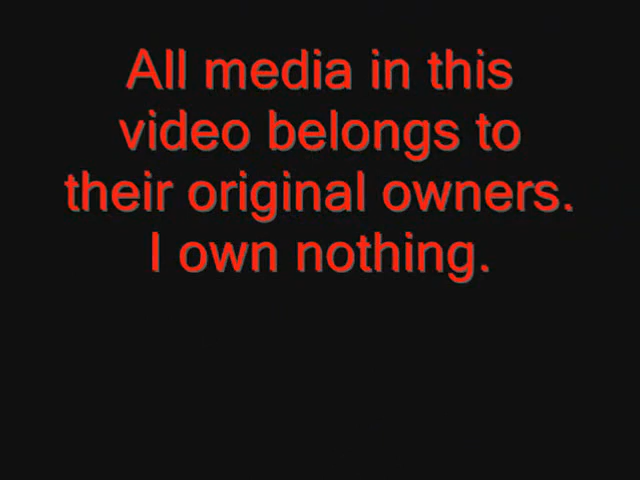 All media in this
video belongs to
their original owners.
I own nothing.